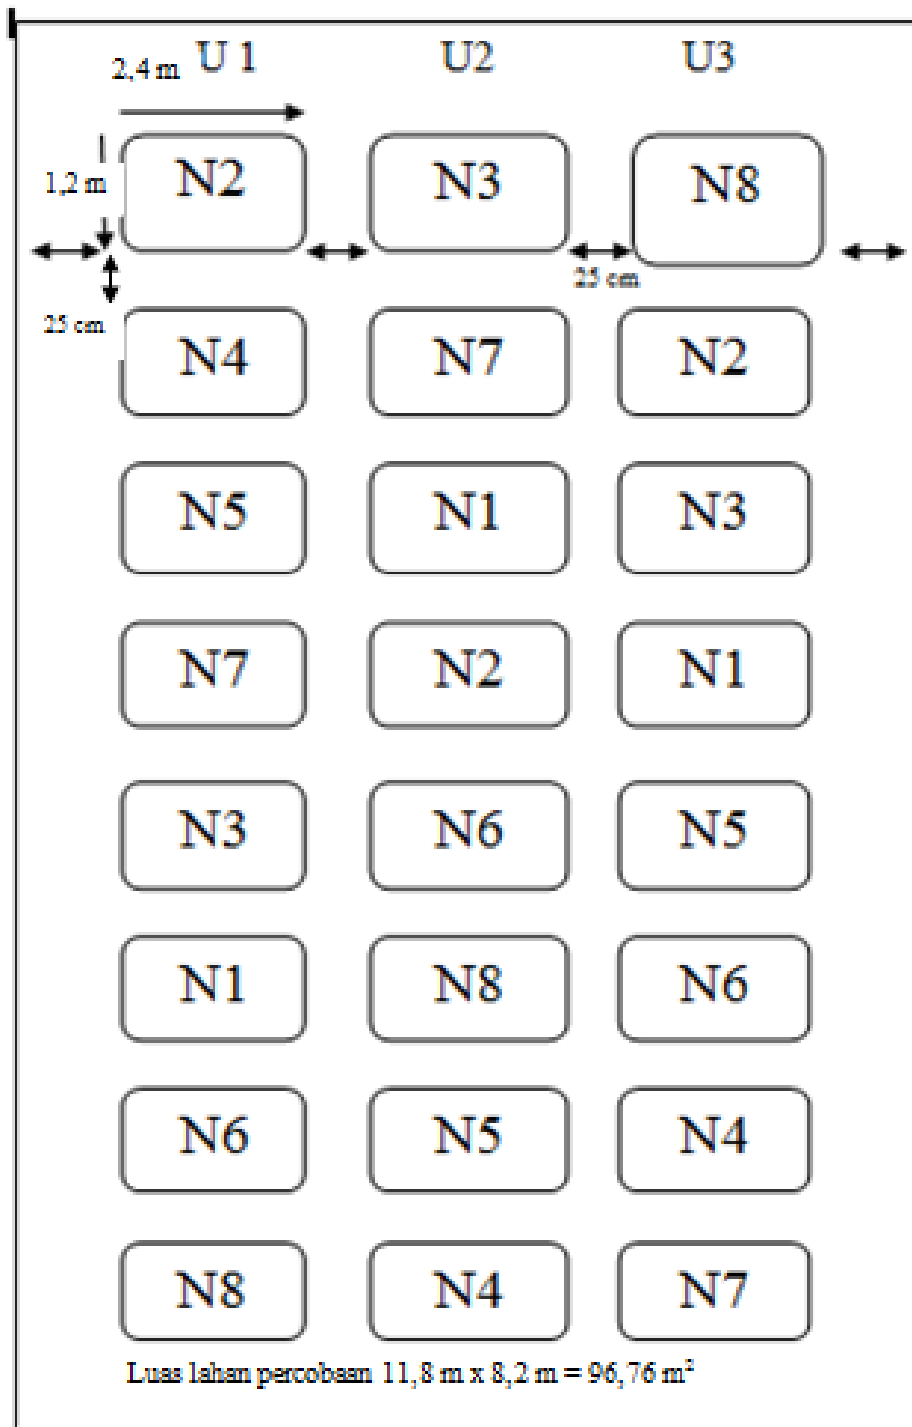 U 1 U2 U3
2,4 m
N2 N3 N8
1,2 m
25 cm
25 cm
N4 N7 N2
N5 N1 N3
N7 N2 N1
N3 N6 N5
N1 N8 N6
N6 N5 N4
N8 N4 N7
Luas lahan percobaan 11,8 m x 8,2 m = 96,76 m²